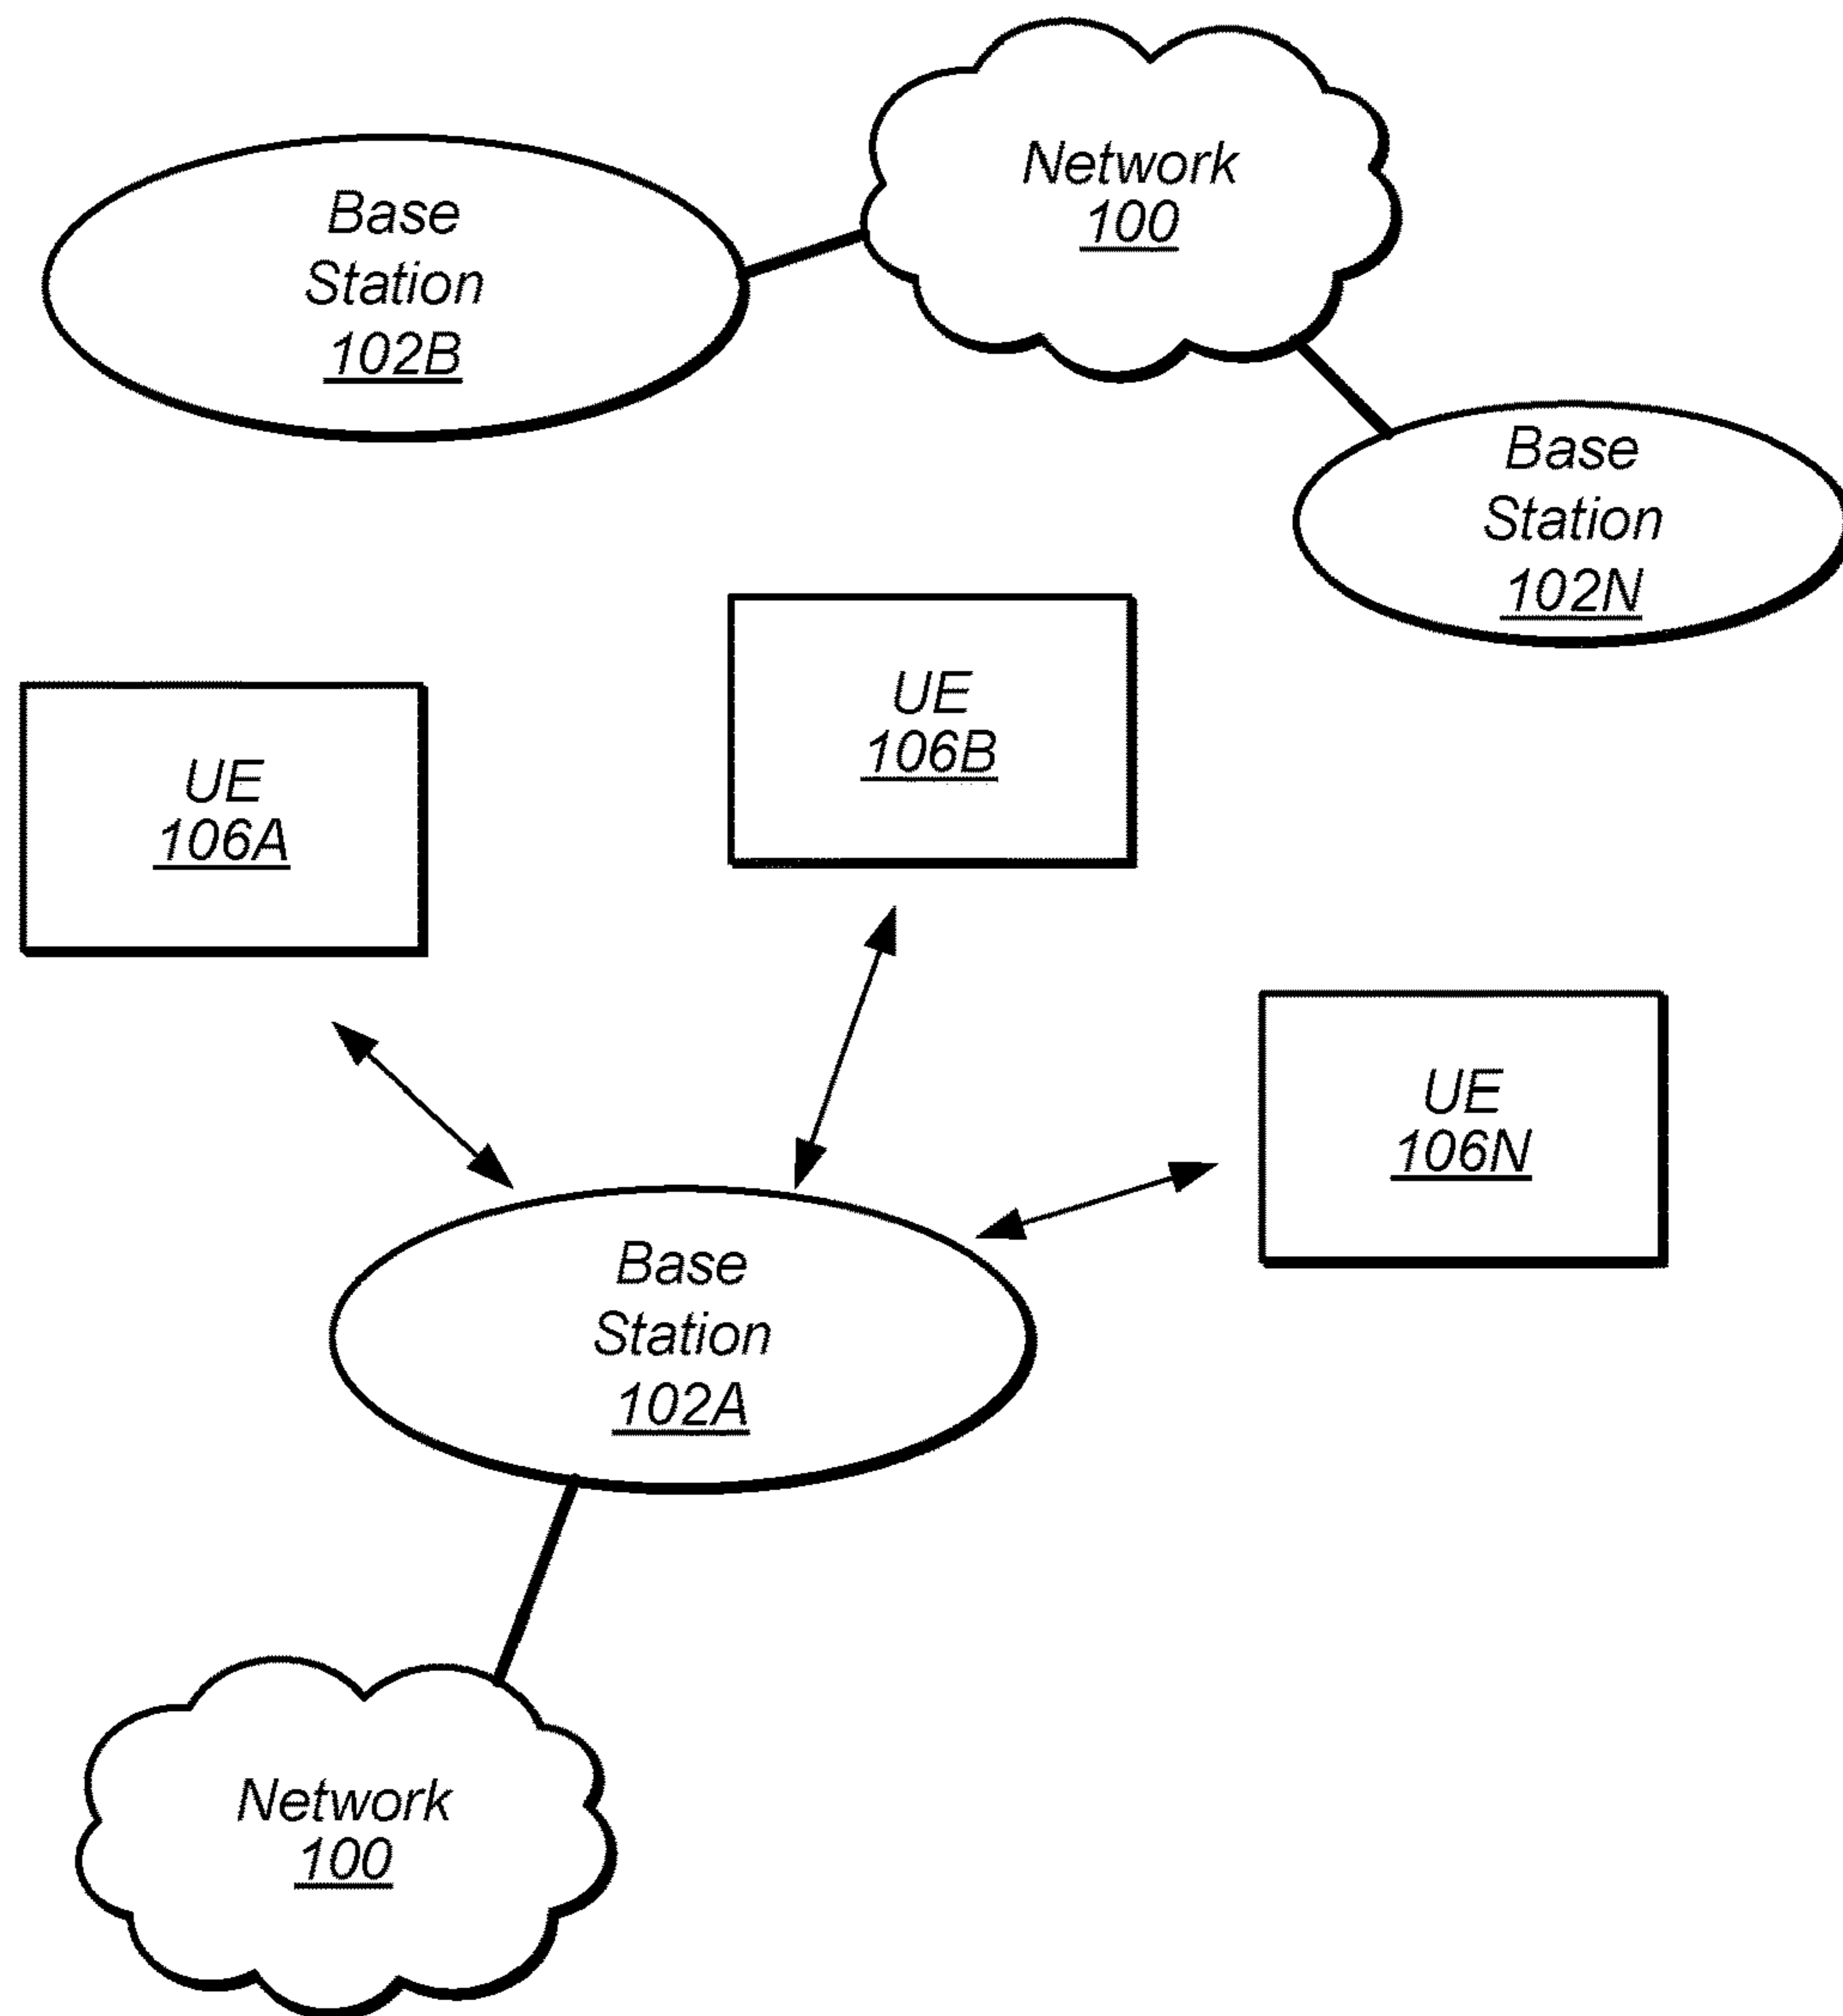 Network
100
Base
Station
102B
Base
Station
102N
UE
106B
UE
106A
UE
106N
Base
Station
102A
Network
100